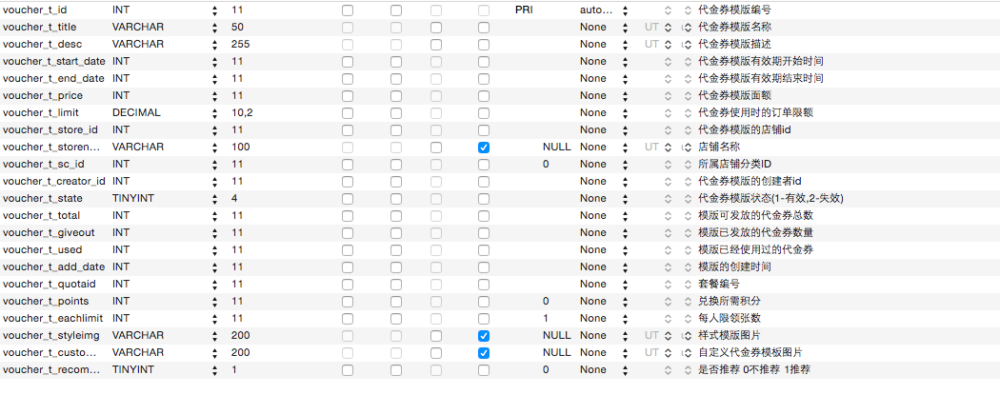 voucher_t_id INT 11 PRI auto... 代金券模版编号
voucher_t_title VARCHAR 50 None UT 代金券模版名称
voucher_t_desc VARCHAR 255 None UT 代金券模版描述
voucher_t_start_date INT 11 None 代金券模版有效期开始时间
voucher_t_end_date INT 11 None 代金券模版有效期结束时间
voucher_t_price INT 11 None 代金券模版面额
voucher_t_limit DECIMAL 10,2 None 代金券使用时的订单限额
voucher_t_store_id INT 11 None 代金券模版的店铺id
voucher_t_storen... VARCHAR 100 NULL None UT 店铺名称
voucher_t_sc_id INT 11 0 None 所属店铺分类ID
voucher_t_creator_id INT 11 None 代金券模版的创建者id
voucher_t_state TINYINT 4 None 代金券模版状态(1-有效,2-失效)
voucher_t_total INT 11 None 模版可发放的代金券总数
voucher_t_giveout INT 11 None 模版已发放的代金券数量
voucher_t_used INT 11 None 模版已经使用过的代金券
voucher_t_add_date INT 11 None 模版的创建时间
voucher_t_quotaid INT 11 None 套餐编号
voucher_t_points INT 11 0 None 兑换所需积分
voucher_t_eachlimit INT 11 1 None 每人限领张数
voucher_t_styleimg VARCHAR 200 NULL None UT 样式模版图片
voucher_t_custo... VARCHAR 200 NULL None UT 自定义代金券模板图片
voucher_t_recom... TINYINT 1 0 None 是否推荐 0不推荐 1推荐